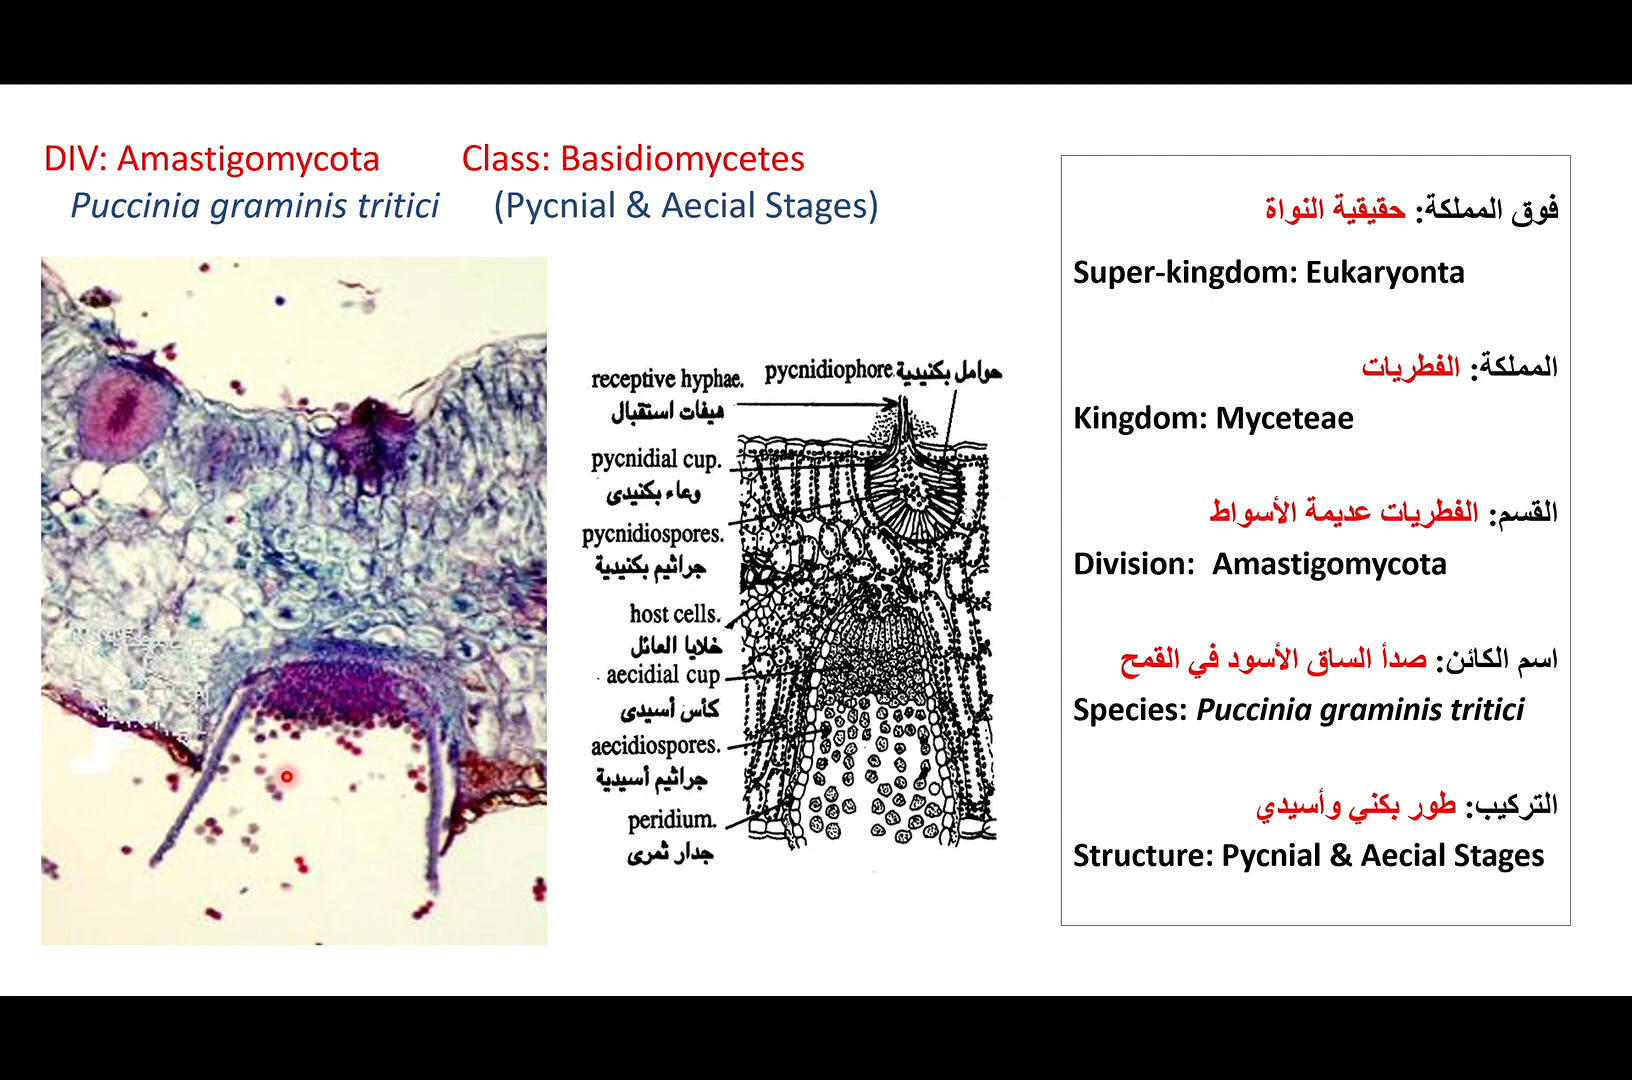 DIV: Amastigomycota Class: Basidiomycetes
Puccinia graminis tritici (Pycnial & Aecial Stages)
receptive hyphae.
هيفات استقبال
pycnidiophore. حوامل بكنيدية
pycnidial cup.
وعاء بكنيدى
pycnidiospores.
جراثيم بكنيدية
host cells.
خلايا العائل
aecidial cup
كأس أسيدى
aecidiospores.
جراثيم أسيدية
peridium.
جدار ثمرى
فوق المملكة: حقيقية النواة
Super-kingdom: Eukaryonta
المملكة: الفطريات
Kingdom: Myceteae
القسم: الفطريات عديمة الأسواط
Division: Amastigomycota
اسم الكائن: صدأ الساق الأسود في القمح
Species: Puccinia graminis tritici
التركيب: طور بكني وأسيدي
Structure: Pycnial & Aecial Stages